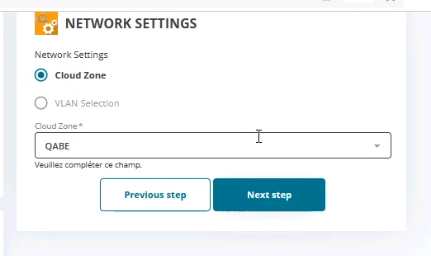 NETWORK SETTINGS
Network Settings
Cloud Zone
VLAN Selection
Cloud Zone *
QABE
Veuillez compléter ce champ.
Previous step
Next step